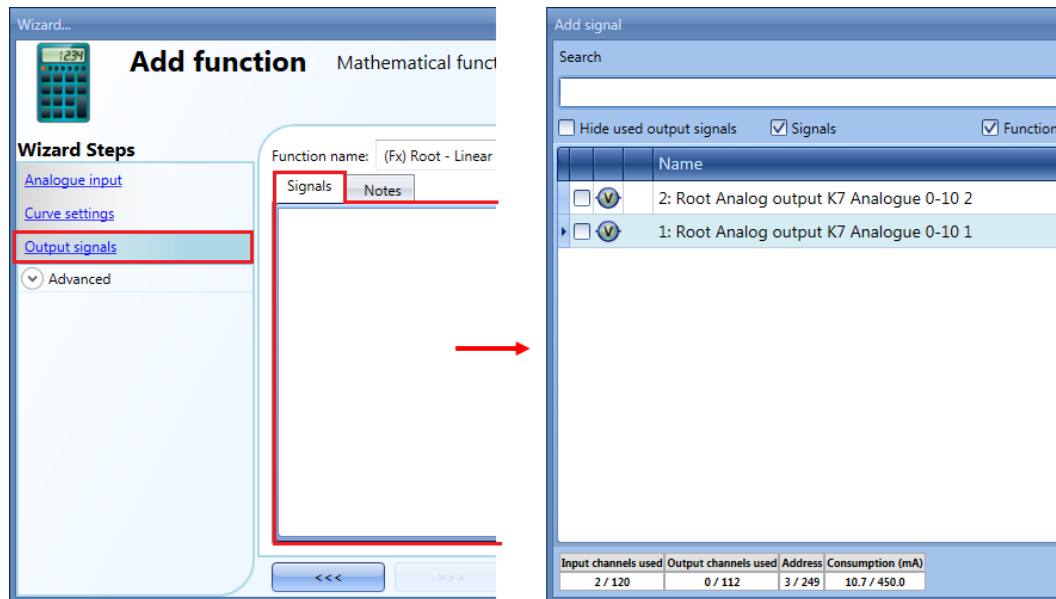 Wizard...
1234
Add function Mathematical funct
Wizard Steps
Analogue input
Curve settings
Output signals
Advanced
Function name: (Fx) Root - Linear
Signals Notes
<<< >>>
Add signal
Search
Hide used output signals Signals Function
Name
2: Root Analog output K7 Analogue 0-10 2
1: Root Analog output K7 Analogue 0-10 1
Input channels used Output channels used Address Consumption (mA)
2 / 120 0 / 112 3 / 249 10.7 / 450.0